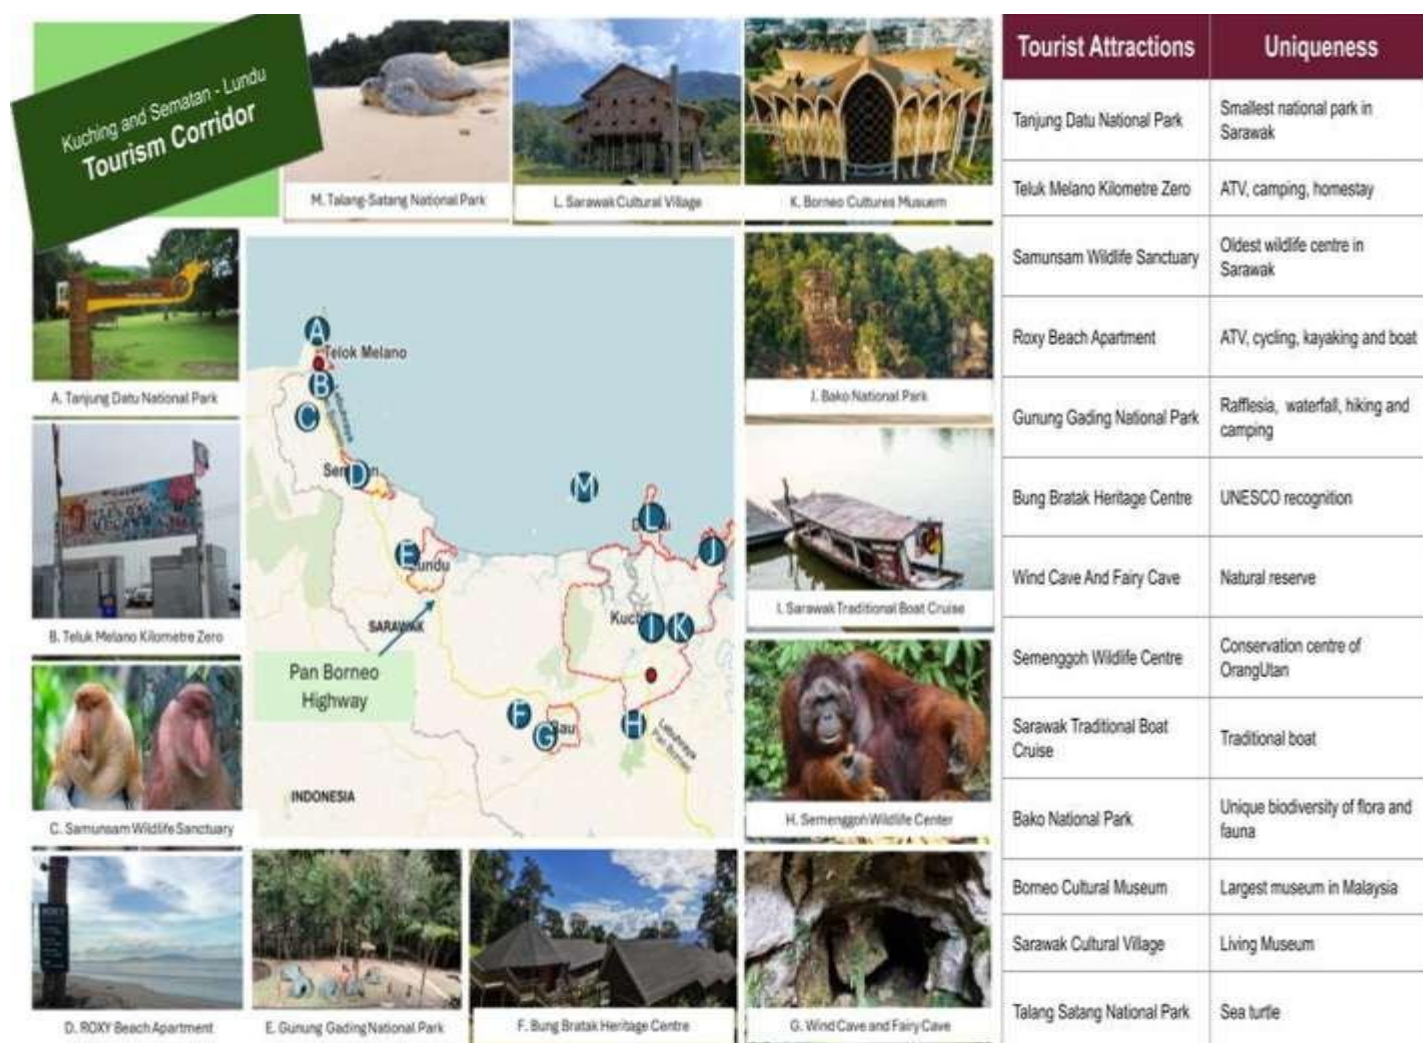 Kuching and Sematan - Lundu
Tourism Corridor
M. Talang-Satang National Park
L. Sarawak Cultural Village
K. Borneo Cultures Musuem
A. Tanjung Datu National Park
B. Teluk Melano Kilometre Zero
C. Samunsam Wildlife Sanctuary
D. ROXY Beach Apartment
E. Gunung Gading National Park
F. Bung Bratak Heritage Centre
G. Wind Cave and Fairy Cave
H. Semenggoh Wildlife Center
I. Sarawak Traditional Boat Cruise
J. Bako National Park
A
Telok Melano
B
C
Lebuhraya
D
M
L
J
E
SARAWAK
I
K
Pan Borneo
Highway
F
G
H
Lebuhraya
Pan Borneo
INDONESIA
Tourist Attractions
Uniqueness
Tanjung Datu National Park
Smallest national park in
Sarawak
Teluk Melano Kilometre Zero
ATV, camping, homestay
Samunsam Wildlife Sanctuary
Oldest wildlife centre in
Sarawak
Roxy Beach Apartment
ATV, cycling, kayaking and boat
Gunung Gading National Park
Rafflesia, waterfall, hiking and
camping
Bung Bratak Heritage Centre
UNESCO recognition
Wind Cave And Fairy Cave
Natural reserve
Semenggoh Wildlife Centre
Conservation centre of
OrangUtan
Sarawak Traditional Boat
Cruise
Traditional boat
Bako National Park
Unique biodiversity of flora and
fauna
Borneo Cultural Museum
Largest museum in Malaysia
Sarawak Cultural Village
Living Museum
Talang Satang National Park
Sea turtle